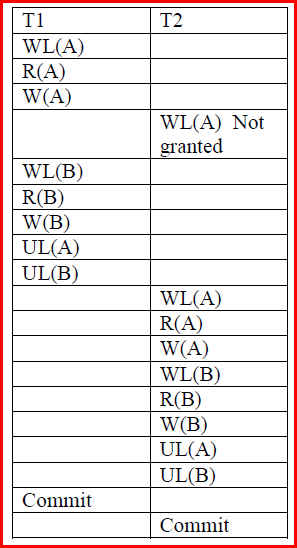 T1 T2
WL(A)
R(A)
W(A)
WL(A) Not
granted
WL(B)
R(B)
W(B)
UL(A)
UL(B)
WL(A)
R(A)
W(A)
WL(B)
R(B)
W(B)
UL(A)
UL(B)
Commit
Commit